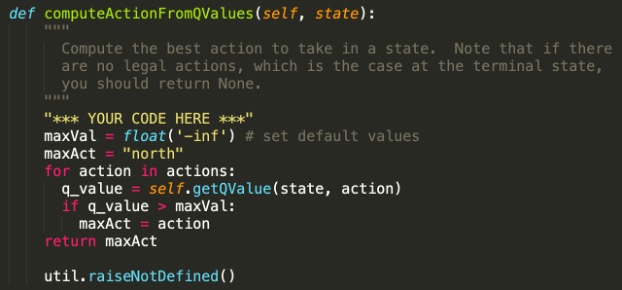 def computeActionFromQValues(self, state):
"""
Compute the best action to take in a state.  Note that if there
are no legal actions, which is the case at the terminal state,
you should return None.
"""
"*** YOUR CODE HERE ***"
maxVal = float('-inf') # set default values
maxAct = "north"
for action in actions:
q_value = self.getQValue(state, action)
if q_value > maxVal:
maxAct = action
return maxAct
util.raiseNotDefined()